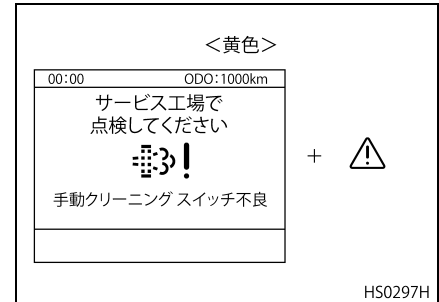 ＜黄色＞
00:00 ODO:1000km
サービス工場で
点検してください
手動クリーニング スイッチ不良
+
HS0297H